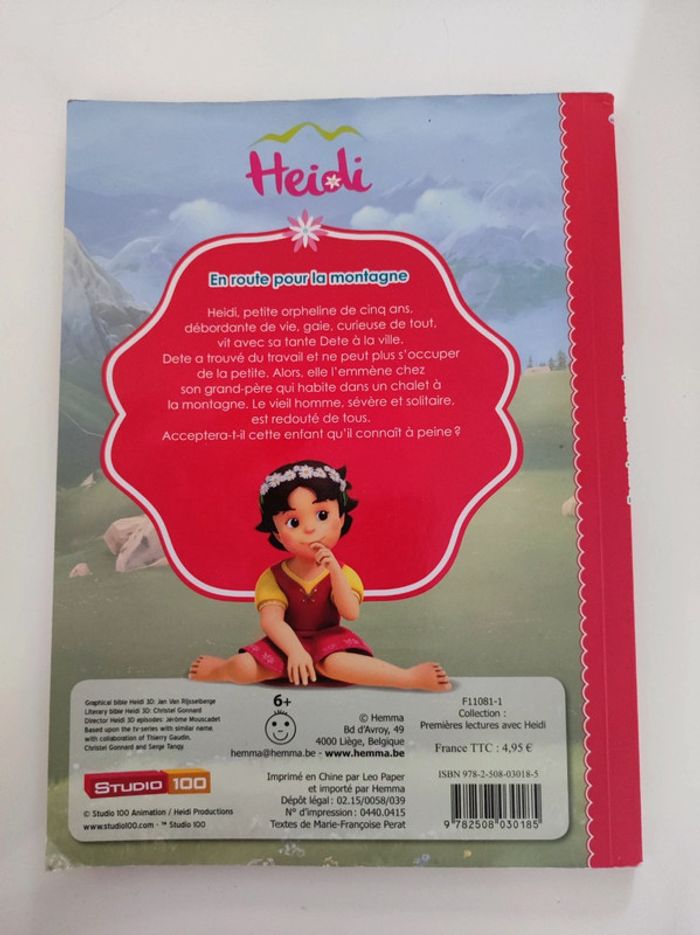 Heidi
En route pour la montagne
Heidi, petite orpheline de cinq ans,
débordante de vie, gaie, curieuse de tout,
vit avec sa tante Dete à la ville.
Dete a trouvé du travail et ne peut plus s'occuper
de la petite. Alors, elle l'emmène chez
son grand-père qui habite dans un chalet à
la montagne. Le vieil homme, sévère et solitaire,
est redouté de tous.
Acceptera-t-il cette enfant qu'il connaît à peine ?
Graphical bible Heidi 3D: Jan Van Rijsselberge
Literary bible Heidi 3D: Christel Gonnard
Director Heidi 3D episodes: Jérôme Mouscadet
Based upon the tv-series with similar name,
with collaboration of Thierry Gaudin,
Christel Gonnard and Serge Tanguy.
STUDIO 100
© Studio 100 Animation / Heidi Productions
www.studio100.com - ™ Studio 100
6+
© Hemma
Bd d'Avroy, 49
4000 Liège, Belgique
hemma@hemma.be - www.hemma.be
Imprimé en Chine par Leo Paper
et importé par Hemma
Dépôt légal : 02.15/0058/039
N° d'impression : 0440.0415
Textes de Marie-Françoise Perat
F11081-1
Collection :
Premières lectures avec Heidi
France TTC : 4,95 €
ISBN 978-2-508-03018-5
9 782508 030185